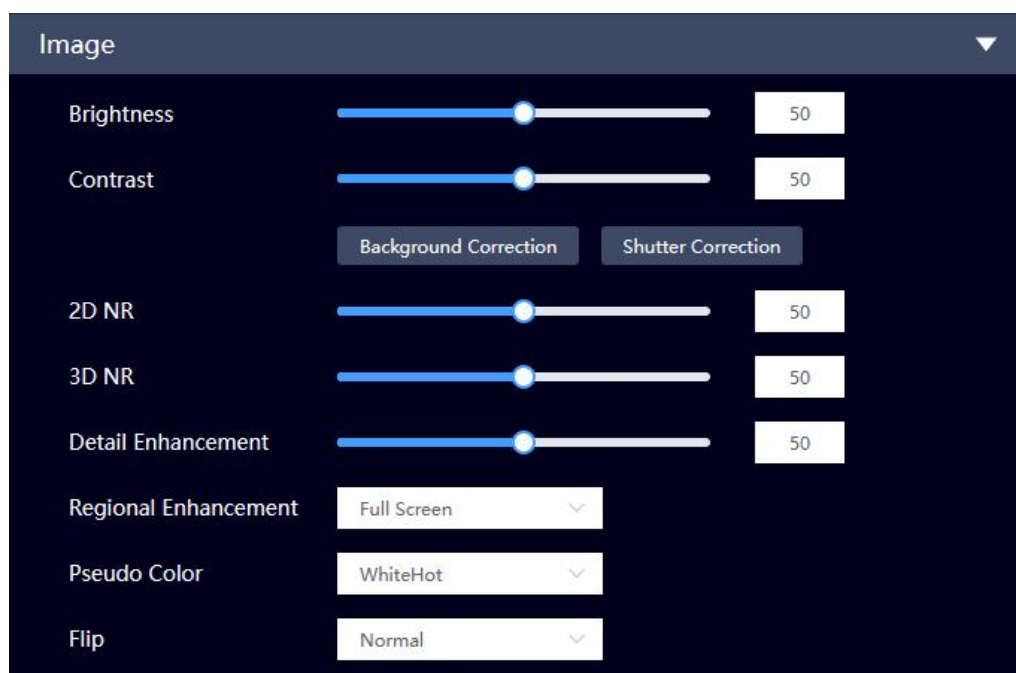 Image
Brightness 50
Contrast 50
Background Correction Shutter Correction
2D NR 50
3D NR 50
Detail Enhancement 50
Regional Enhancement Full Screen
Pseudo Color WhiteHot
Flip Normal